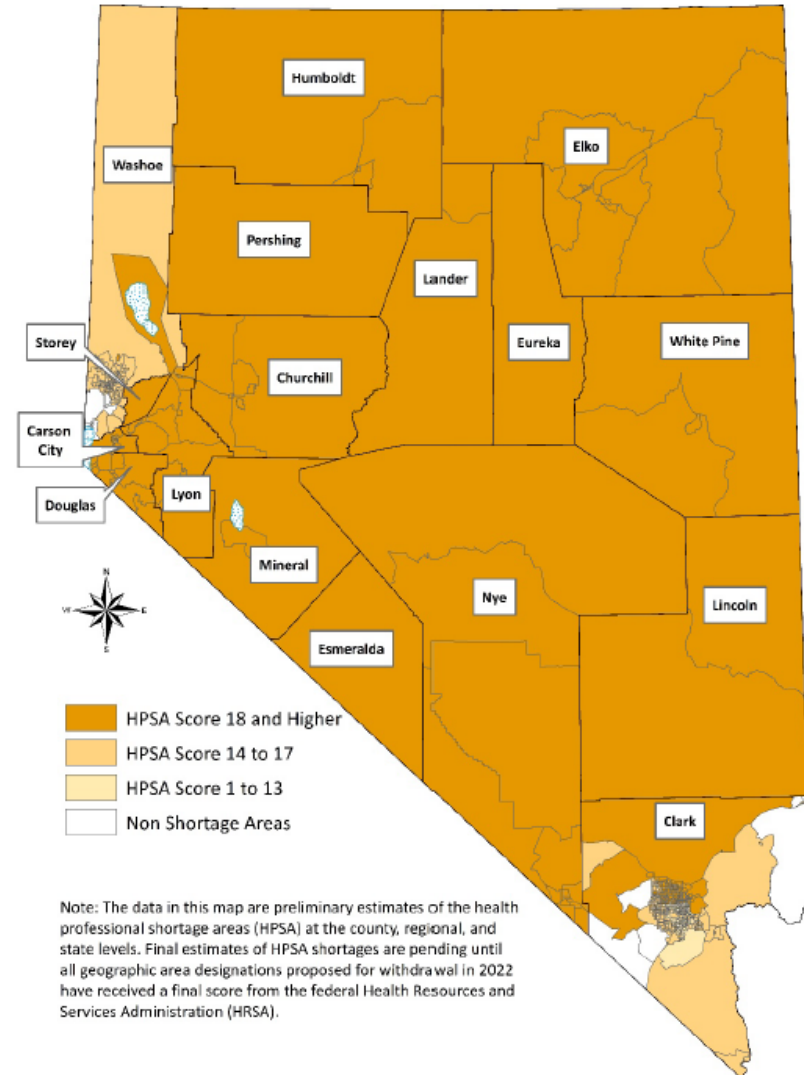 Humboldt
Elko
Washoe
Pershing
Lander
Storey
Eureka
White Pine
Churchill
Carson
City
Lyon
Douglas
Mineral
N
W
E
S
Nye
Lincoln
Esmeralda
HPSA Score 18 and Higher
HPSA Score 14 to 17
HPSA Score 1 to 13
Non Shortage Areas
Clark
Note: The data in this map are preliminary estimates of the health
professional shortage areas (HPSA) at the county, regional, and
state levels. Final estimates of HPSA shortages are pending until
all geographic area designations proposed for withdrawal in 2022
have received a final score from the federal Health Resources and
Services Administration (HRSA).